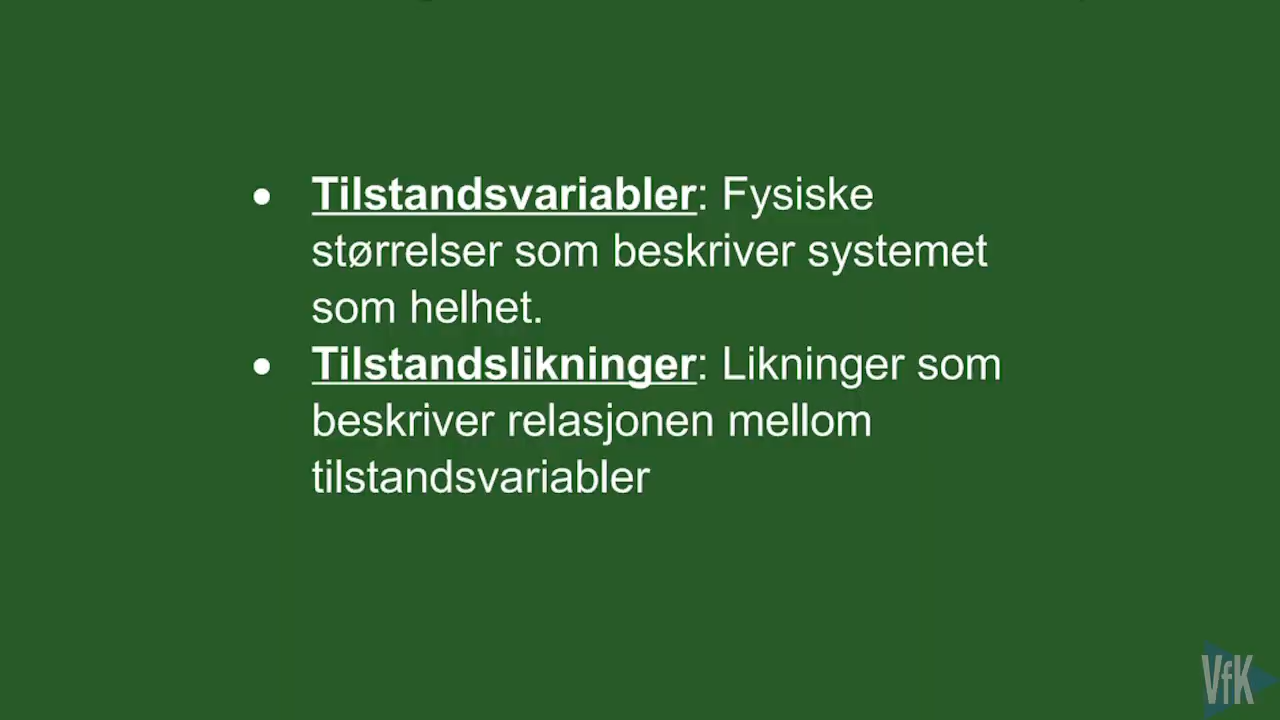 ● Tilstandsvariabler: Fysiske
størrelser som beskriver systemet
som helhet.
● Tilstandslikninger: Likninger som
beskriver relasjonen mellom
tilstandsvariabler
VfK